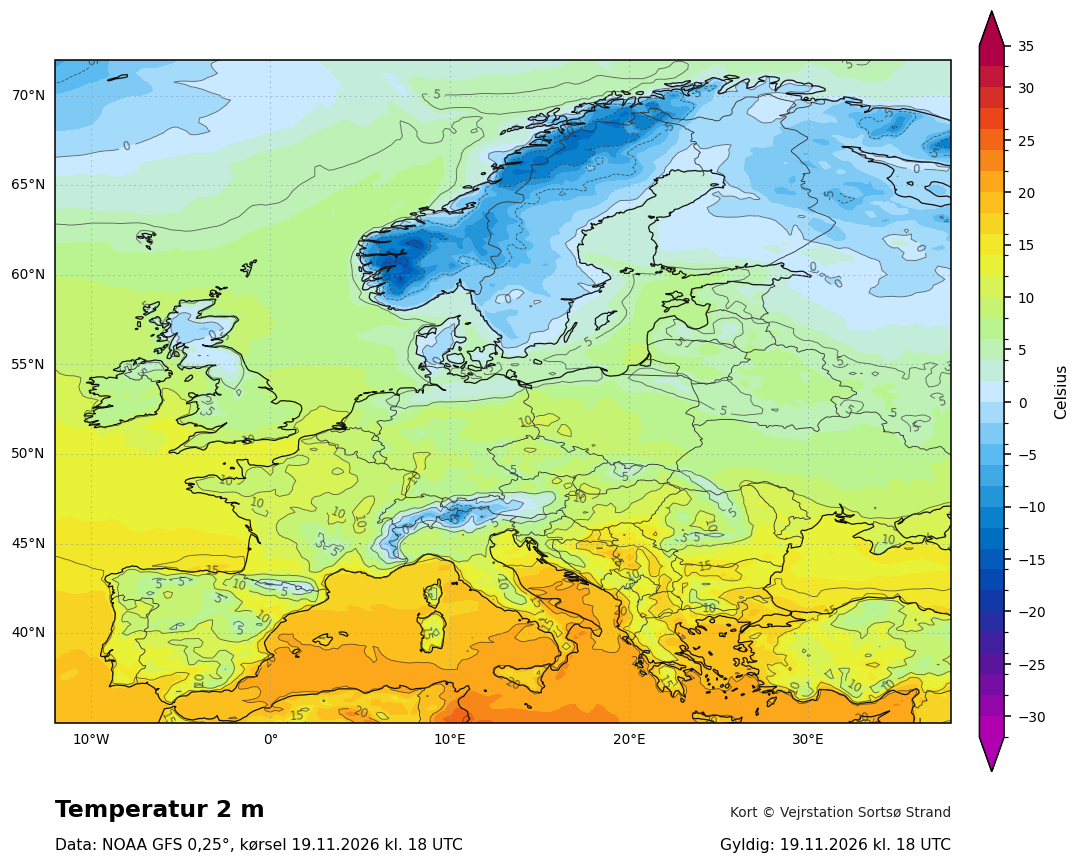 35
30
25
20
15
10
5
0
−5
−10
−15
−20
−25
−30
Celsius
70°N
65°N
60°N
55°N
50°N
45°N
40°N
10°W
0°
10°E
20°E
30°E
Temperatur 2 m
Kort © Vejrstation Sortsø Strand
Data: NOAA GFS 0,25°, kørsel 19.11.2026 kl. 18 UTC
Gyldig: 19.11.2026 kl. 18 UTC